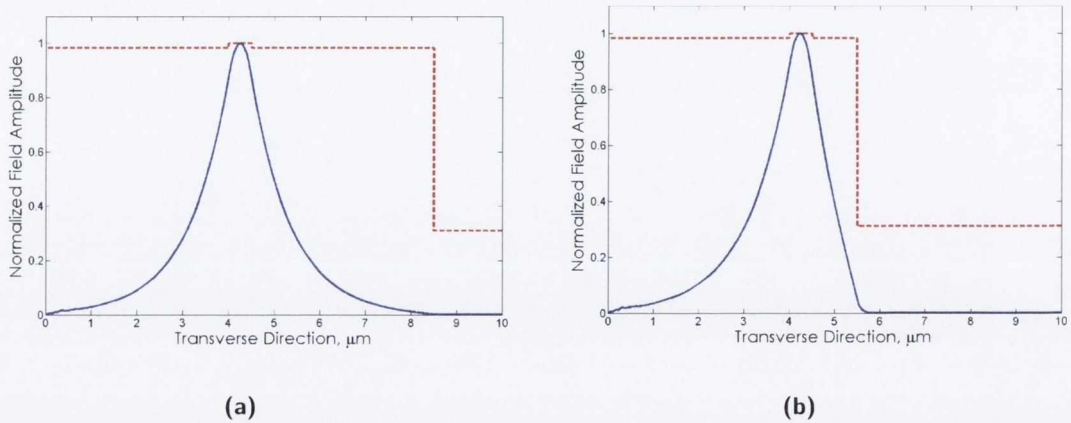 Normalized Field Amplitude
1
0.8
0.6
0.4
0.2
0
0 1 2 3 4 5 6 7 8 9 10
Transverse Direction, μm
(a)
Normalized Field Amplitude
1
0.8
0.6
0.4
0.2
0
0 1 2 3 4 5 6 7 8 9 10
Transverse Direction, μm
(b)